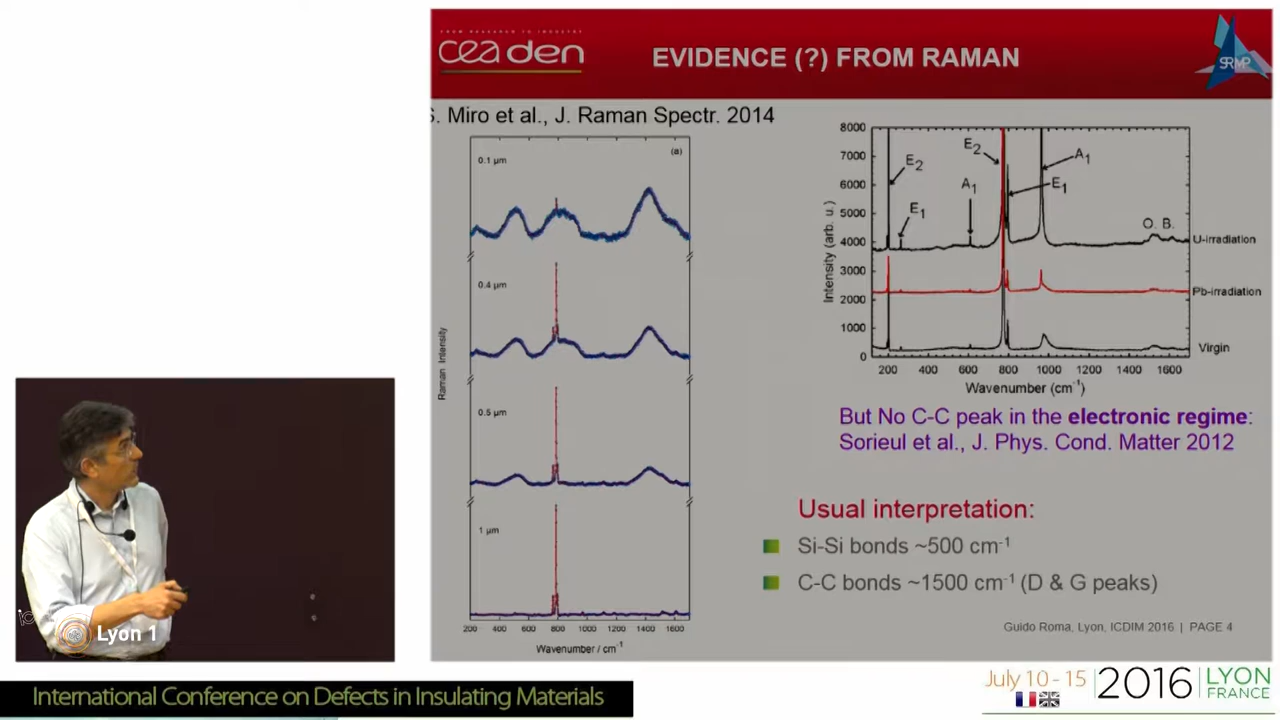 FROM RESEARCH TO INDUSTRY
cea den
EVIDENCE (?) FROM RAMAN
SRMP
S. Miro et al., J. Raman Spectr. 2014
(a)
0.1 μm
0.4 μm
0.5 μm
1 μm
Raman Intensity
200 400 600 800 1000 1200 1400 1600
Wavenumber / cm-1
8000
7000
6000
5000
4000
3000
2000
1000
0
Intensity (arb. u.)
E2
E1
A1
E2
E1
A1
O. B.
U-irradiation
Pb-irradiation
Virgin
200 400 600 800 1000 1200 1400 1600
Wavenumber (cm-1)
But No C-C peak in the electronic regime:
Sorieul et al., J. Phys. Cond. Matter 2012
Usual interpretation:
Si-Si bonds ~500 cm-1
C-C bonds ~1500 cm-1 (D & G peaks)
Guido Roma, Lyon, ICDIM 2016 | PAGE 4
Lyon 1
International Conference on Defects in Insulating Materials
July 10 - 15
2016
LYON
FRANCE